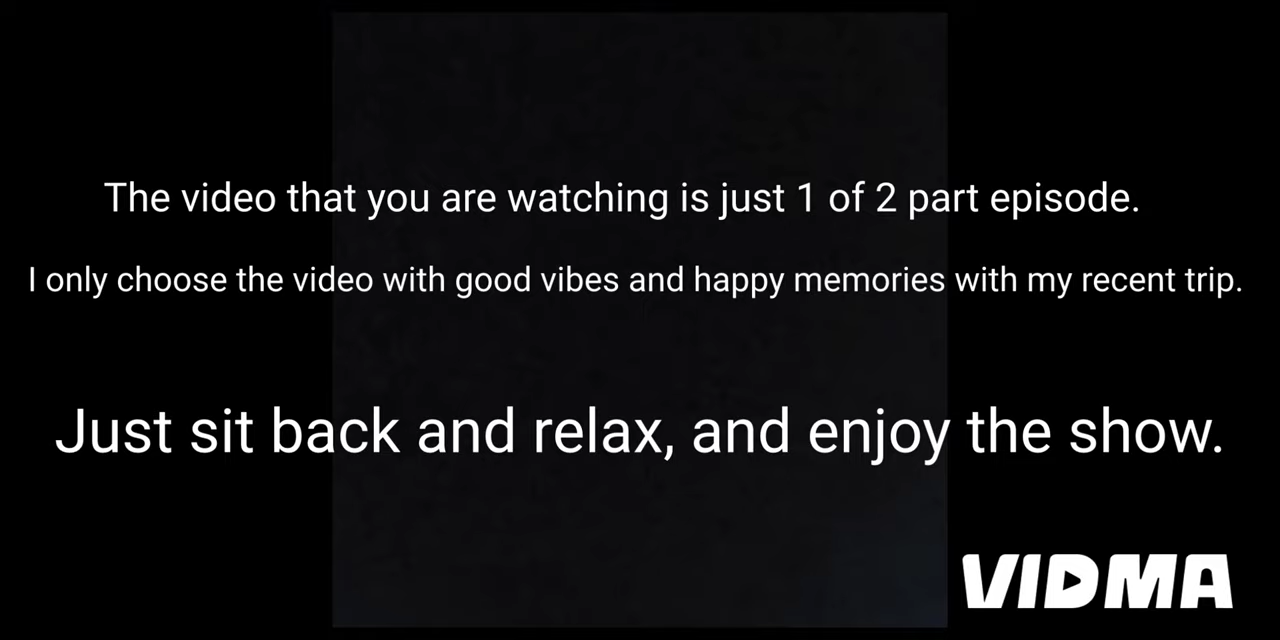 The video that you are watching is just 1 of 2 part episode.
I only choose the video with good vibes and happy memories with my recent trip.
Just sit back and relax, and enjoy the show.
VIDMA